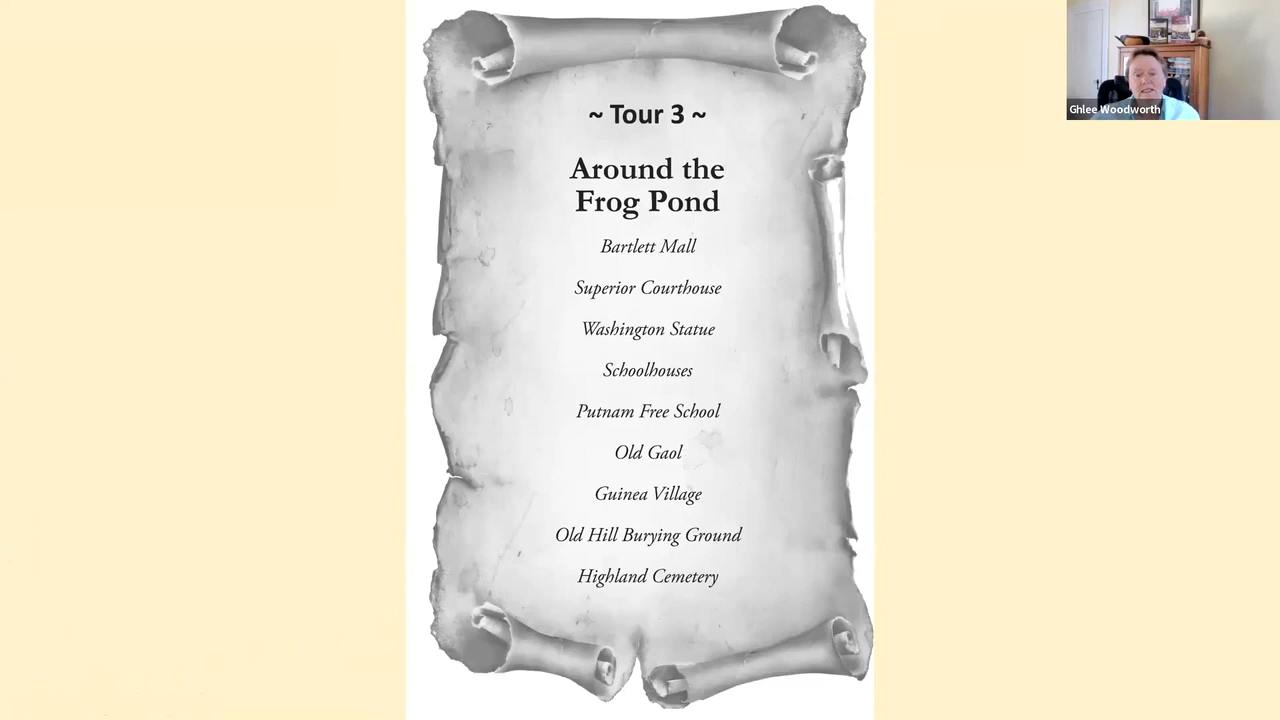 ~ Tour 3 ~
Around the
Frog Pond
Bartlett Mall
Superior Courthouse
Washington Statue
Schoolhouses
Putnam Free School
Old Gaol
Guinea Village
Old Hill Burying Ground
Highland Cemetery
Ghlee Woodworth